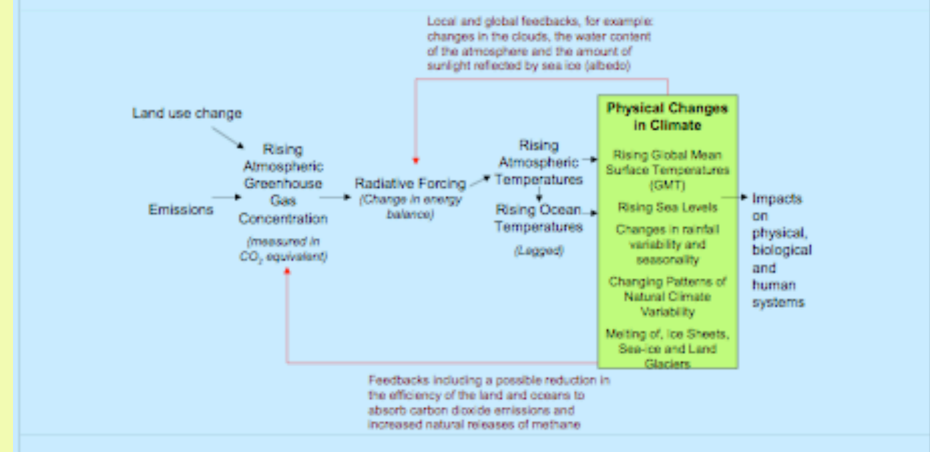 Local and global feedbacks, for example:
changes in the clouds, the water content
of the atmosphere and the amount of
sunlight reflected by sea ice (albedo)
Land use change
Emissions
Rising
Atmospheric
Greenhouse
Gas
Concentration
(measured in
CO₂ equivalent)
Radiative Forcing
(Change in energy
balance)
Rising
Atmospheric
Temperatures
Rising Ocean
Temperatures
(Lagged)
Physical Changes
in Climate
Rising Global Mean
Surface Temperatures
(GMT)
Rising Sea Levels
Changes in rainfall
variability and
seasonality
Changing Patterns of
Natural Climate
Variability
Melting of, Ice Sheets,
Sea-ice and Land
Glaciers
Impacts
on
physical,
biological
and
human
systems
Feedbacks including a possible reduction in
the efficiency of the land and oceans to
absorb carbon dioxide emissions and
increased natural releases of methane